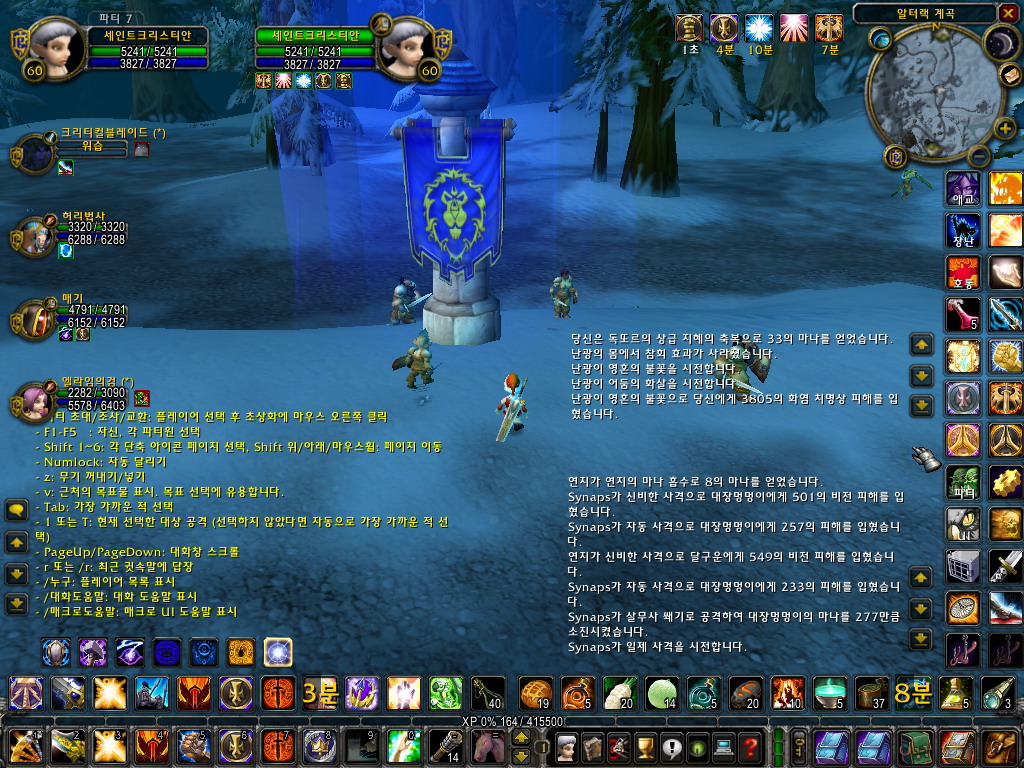 파티 7
세인트크리스티안
5241 / 5241
3827 / 3827
60
세인트크리스티안
5241 / 5241
3827 / 3827
60
1초
4분
10분
7분
알터랙 계곡
N
크리티컬블레이드 (*)
위습
허리법사
3320 / 3320
6288 / 6288
매기
4791 / 4791
6152 / 6152
엘라임의검 (*)
2282 / 3090
5578 / 6403
티 초대/조사/교환: 플레이어 선택 후 초상화에 마우스 오른쪽 클릭
- F1-F5 : 자신, 각 파티원 선택
- Shift 1~6: 각 단축 아이콘 페이지 선택, Shift 위/아래/마우스휠: 페이지 이동
- Numlock: 자동 달리기
- z: 무기 꺼내기/넣기
- v: 근처의 목표물 표시. 목표 선택에 유용합니다.
- Tab: 가장 가까운 적 선택
- 1 또는 T: 현재 선택한 대상 공격 (선택하지 않았다면 자동으로 가장 가까운 적 선
택)
- PageUp/PageDown: 대화창 스크롤
- r 또는 /r: 최근 귓속말에 답장
- /누구: 플레이어 목록 표시
- /대화도움말: 대화 도움말 표시
- /매크로도움말: 매크로 UI 도움말 표시
당신은 독또르의 상급 지혜의 축복으로 33의 마나를 얻었습니다.
난광의 몸에서 참회 효과가 사라졌습니다.
난광이 영혼의 불꽃을 시전합니다.
난광이 어둠의 화살을 시전합니다.
난광이 영혼의 불꽃으로 당신에게 3805의 화염 치명상 피해를 입
혔습니다.
연지가 연지의 마나 흡수로 8의 마나를 얻었습니다.
Synaps가 신비한 사격으로 대장멍멍이에게 501의 비전 피해를 입
혔습니다.
Synaps가 자동 사격으로 대장멍멍이에게 257의 피해를 입혔습니
다.
연지가 신비한 사격으로 달구운에게 549의 비전 피해를 입혔습니
다.
Synaps가 자동 사격으로 대장멍멍이에게 233의 피해를 입혔습니
다.
Synaps가 살무사 쐐기로 공격하여 대장멍멍이의 마나를 277만큼
소진시켰습니다.
Synaps가 일제 사격을 시전합니다.
애교
장난
호통
5
파티
3분
40
19
5
20
14
5
20
10
5
37
8분
5
3
XP 0% 164 / 415500
1
2
3
4
5
6
7
8
9
0
14